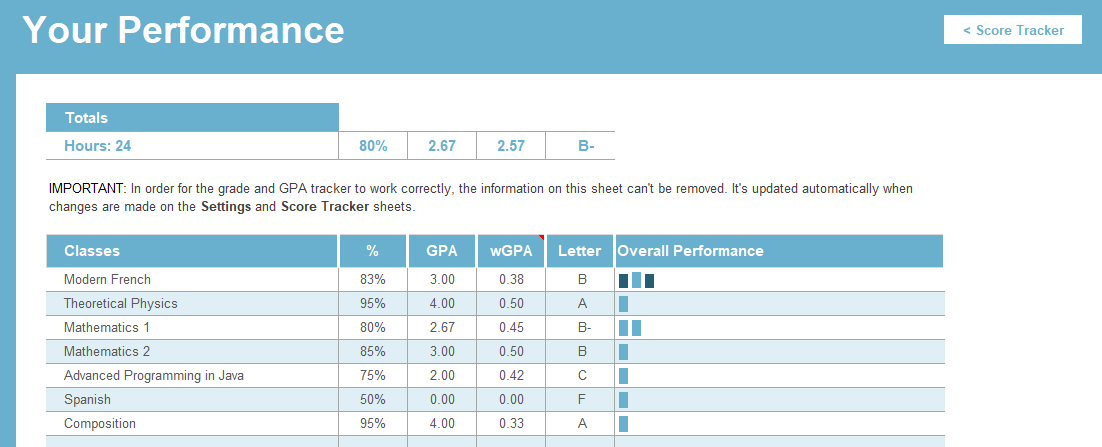 Your Performance
< Score Tracker
Totals
Hours: 24 80% 2.67 2.57 B-
IMPORTANT: In order for the grade and GPA tracker to work correctly, the information on this sheet can't be removed. It's updated automatically when
changes are made on the Settings and Score Tracker sheets.
Classes % GPA wGPA Letter Overall Performance
Modern French 83% 3.00 0.38 B
Theoretical Physics 95% 4.00 0.50 A
Mathematics 1 80% 2.67 0.45 B-
Mathematics 2 85% 3.00 0.50 B
Advanced Programming in Java 75% 2.00 0.42 C
Spanish 50% 0.00 0.00 F
Composition 95% 4.00 0.33 A